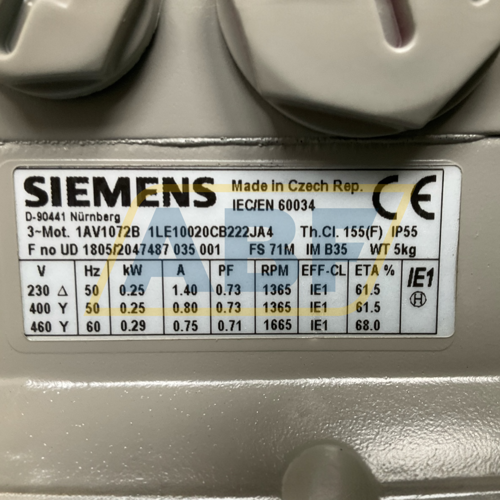 SIEMENS Made in Czech Rep. CE
D-90441 Nürnberg IEC/EN 60034
3~Mot. 1AV1072B 1LE10020CB222JA4 Th.Cl. 155(F) IP55
F no UD 1805/2047487 035 001 FS 71M IM B35 WT 5kg
V Hz kW A PF RPM EFF-CL ETA % IE1
230 Δ 50 0.25 1.40 0.73 1365 IE1 61.5 H
400 Y 50 0.25 0.80 0.73 1365 IE1 61.5
460 Y 60 0.29 0.75 0.71 1665 IE1 68.0
ABF